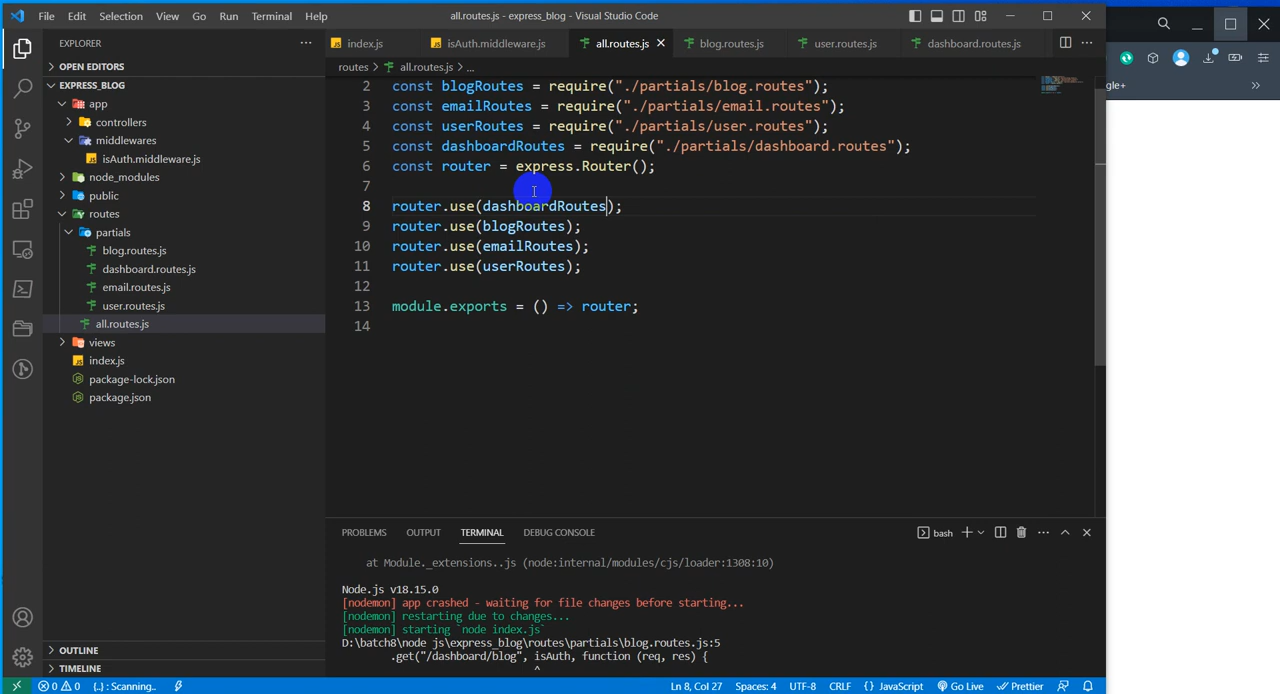 File Edit Selection View Go Run Terminal Help all.routes.js - express_blog - Visual Studio Code
EXPLORER
index.js isAuth.middleware.js all.routes.js blog.routes.js user.routes.js dashboard.routes.js
OPEN EDITORS
routes > all.routes.js > ...
EXPRESS_BLOG
app
controllers
middlewares
isAuth.middleware.js
node_modules
public
routes
partials
blog.routes.js
dashboard.routes.js
email.routes.js
user.routes.js
all.routes.js
views
index.js
package-lock.json
package.json
OUTLINE
TIMELINE
2 const blogRoutes = require("./partials/blog.routes");
3 const emailRoutes = require("./partials/email.routes");
4 const userRoutes = require("./partials/user.routes");
5 const dashboardRoutes = require("./partials/dashboard.routes");
6 const router = express.Router();
7
8 router.use(dashboardRoutes);
9 router.use(blogRoutes);
10 router.use(emailRoutes);
11 router.use(userRoutes);
12
13 module.exports = () => router;
14
PROBLEMS OUTPUT TERMINAL DEBUG CONSOLE bash
at Module._extensions..js (node:internal/modules/cjs/loader:1308:10)
Node.js v18.15.0
[nodemon] app crashed - waiting for file changes before starting...
[nodemon] restarting due to changes...
[nodemon] starting `node index.js`
D:\batch8\node js\express_blog\routes\partials\blog.routes.js:5
.get("/dashboard/blog", isAuth, function (req, res) {
^
0 0 {..} : Scanning.. Ln 8, Col 27 Spaces: 4 UTF-8 CRLF {} JavaScript Go Live Prettier
gle+